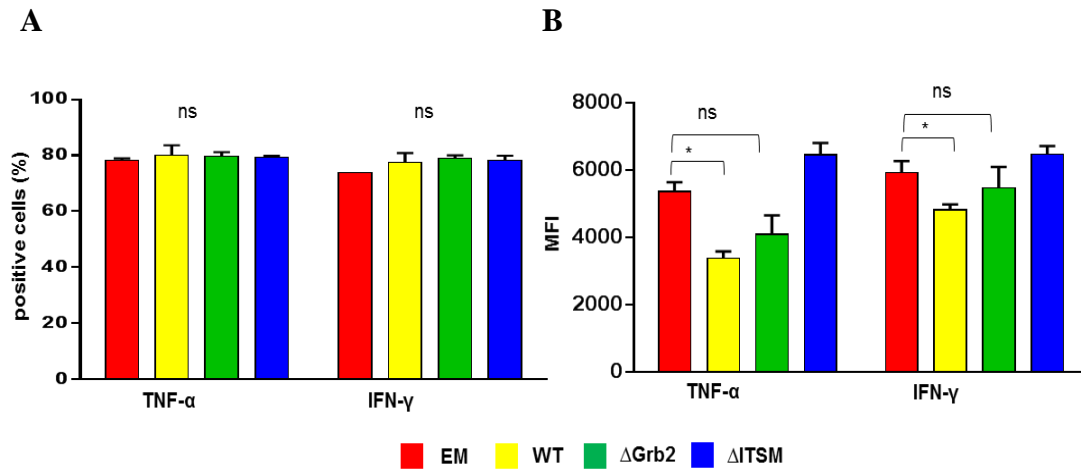 A
positive cells (%)
100
80
60
40
20
0
ns
TNF-α
IFN-γ
B
MFI
8000
6000
4000
2000
0
ns
*
ns
*
TNF-α
IFN-γ
EM WT ΔGrb2 ΔITSM